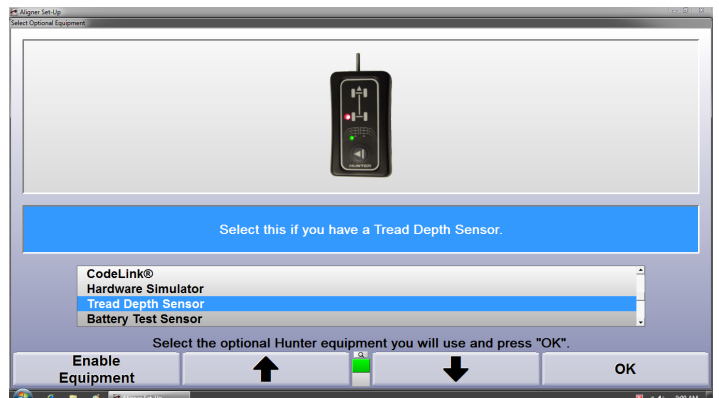 Aligner Set-Up
Select Optional Equipment
HUNTER
Select this if you have a Tread Depth Sensor.
CodeLink®
Hardware Simulator
Tread Depth Sensor
Battery Test Sensor
Select the optional Hunter equipment you will use and press "OK".
Enable
Equipment
OK